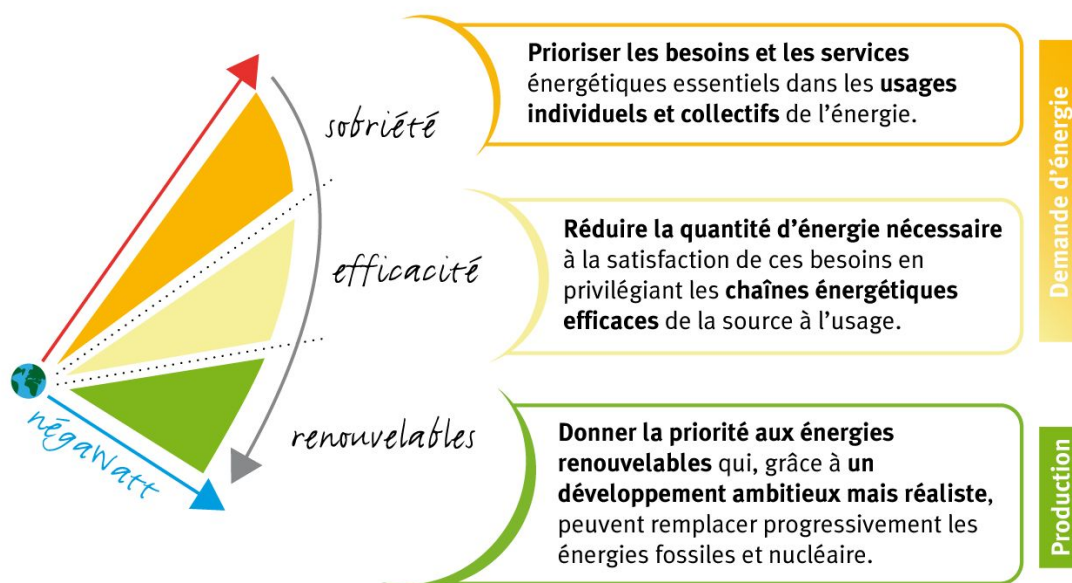 sobriété
Prioriser les besoins et les services
énergétiques essentiels dans les usages
individuels et collectifs de l’énergie.
efficacité
Réduire la quantité d’énergie nécessaire
à la satisfaction de ces besoins en
privilégiant les chaînes énergétiques
efficaces de la source à l’usage.
Demande d’énergie
renouvelables
Donner la priorité aux énergies
renouvelables qui, grâce à un
développement ambitieux mais réaliste,
peuvent remplacer progressivement les
énergies fossiles et nucléaire.
Production
négaWatt